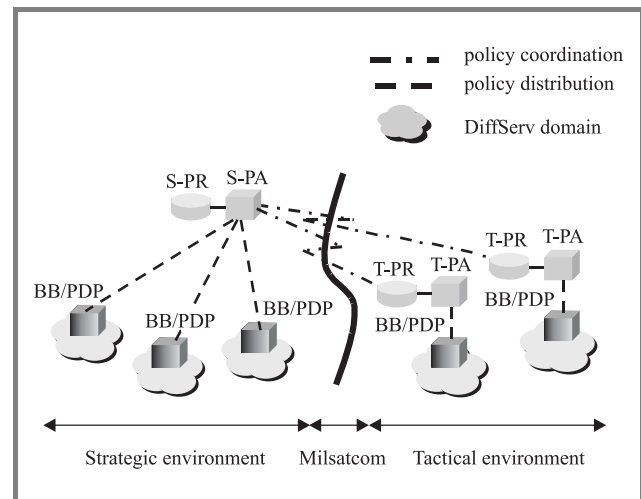 policy coordination
policy distribution
DiffServ domain
S-PR S-PA
T-PR T-PA
T-PR T-PA
BB/PDP
BB/PDP
BB/PDP
BB/PDP
BB/PDP
Strategic environment Milsatcom Tactical environment